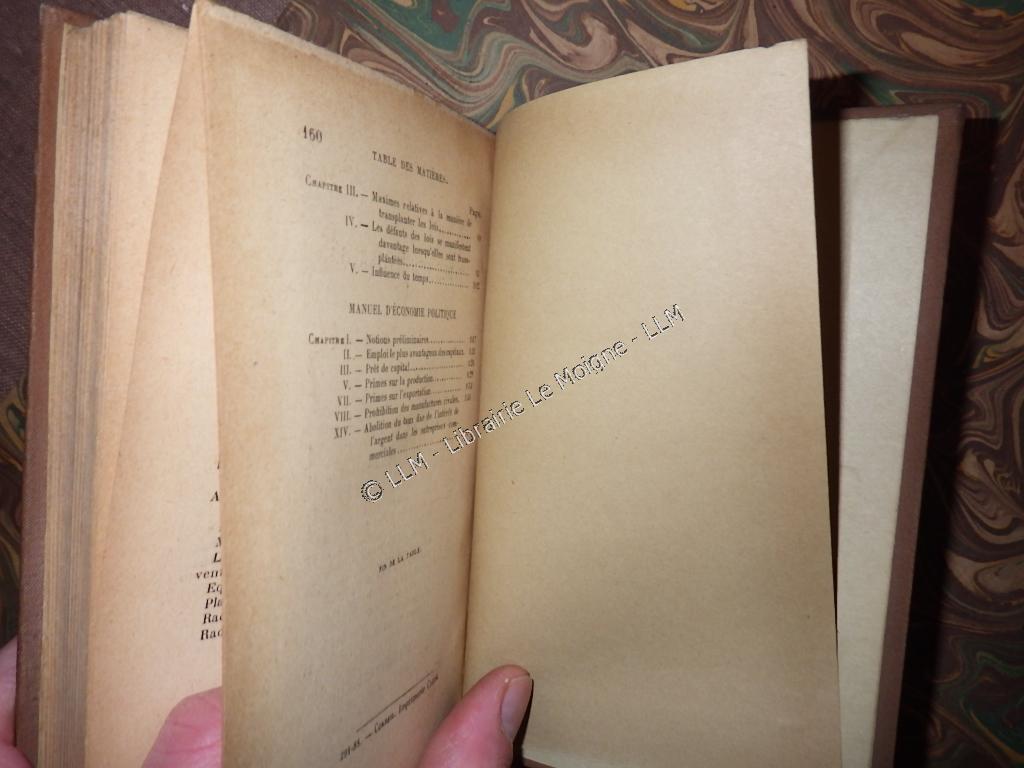 160
TABLE DES MATIÈRES.
Pages
CHAPITRE III. — Maximes relatives à la manière de
transplanter les lois
IV. — Les défauts des lois se manifestent
davantage lorsqu'elles sont trans-
plantées
V. — Influence du temps
MANUEL D'ÉCONOMIE POLITIQUE
CHAPITRE I. — Notions préliminaires
II. — Emploi le plus avantageux des capitaux.
III. — Prêt de capital
V. — Primes sur la production
VII. — Primes sur l'exportation
VIII. — Prohibition des manufactures rivales.
XIV. — Abolition du taux fixe de l'intérêt de
l'argent dans les entreprises com-
merciales
FIN DE LA TABLE.
Imprimerie Crété
© LLM - Librairie Le Moigne - LLM